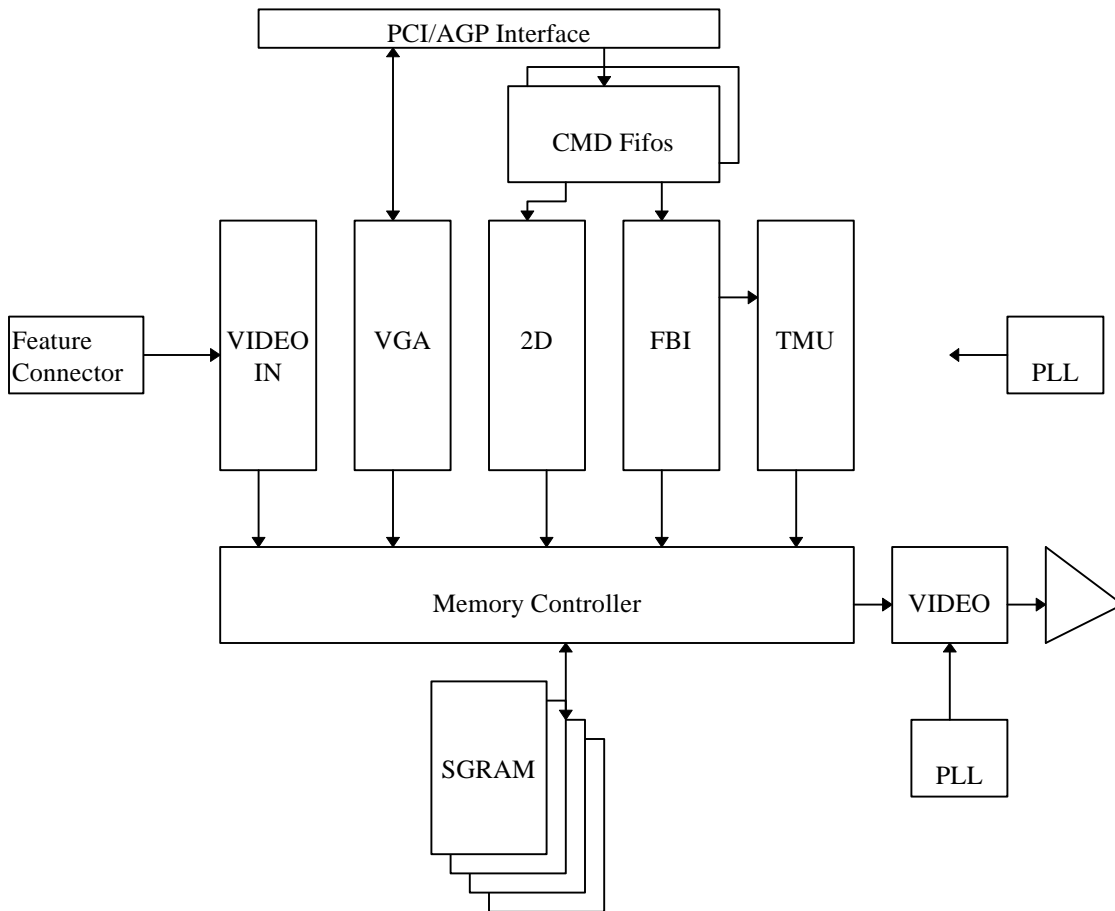 PCI/AGP Interface
CMD Fifos
Feature
Connector
VIDEO
IN
VGA
2D
FBI
TMU
PLL
Memory Controller
VIDEO
SGRAM
PLL